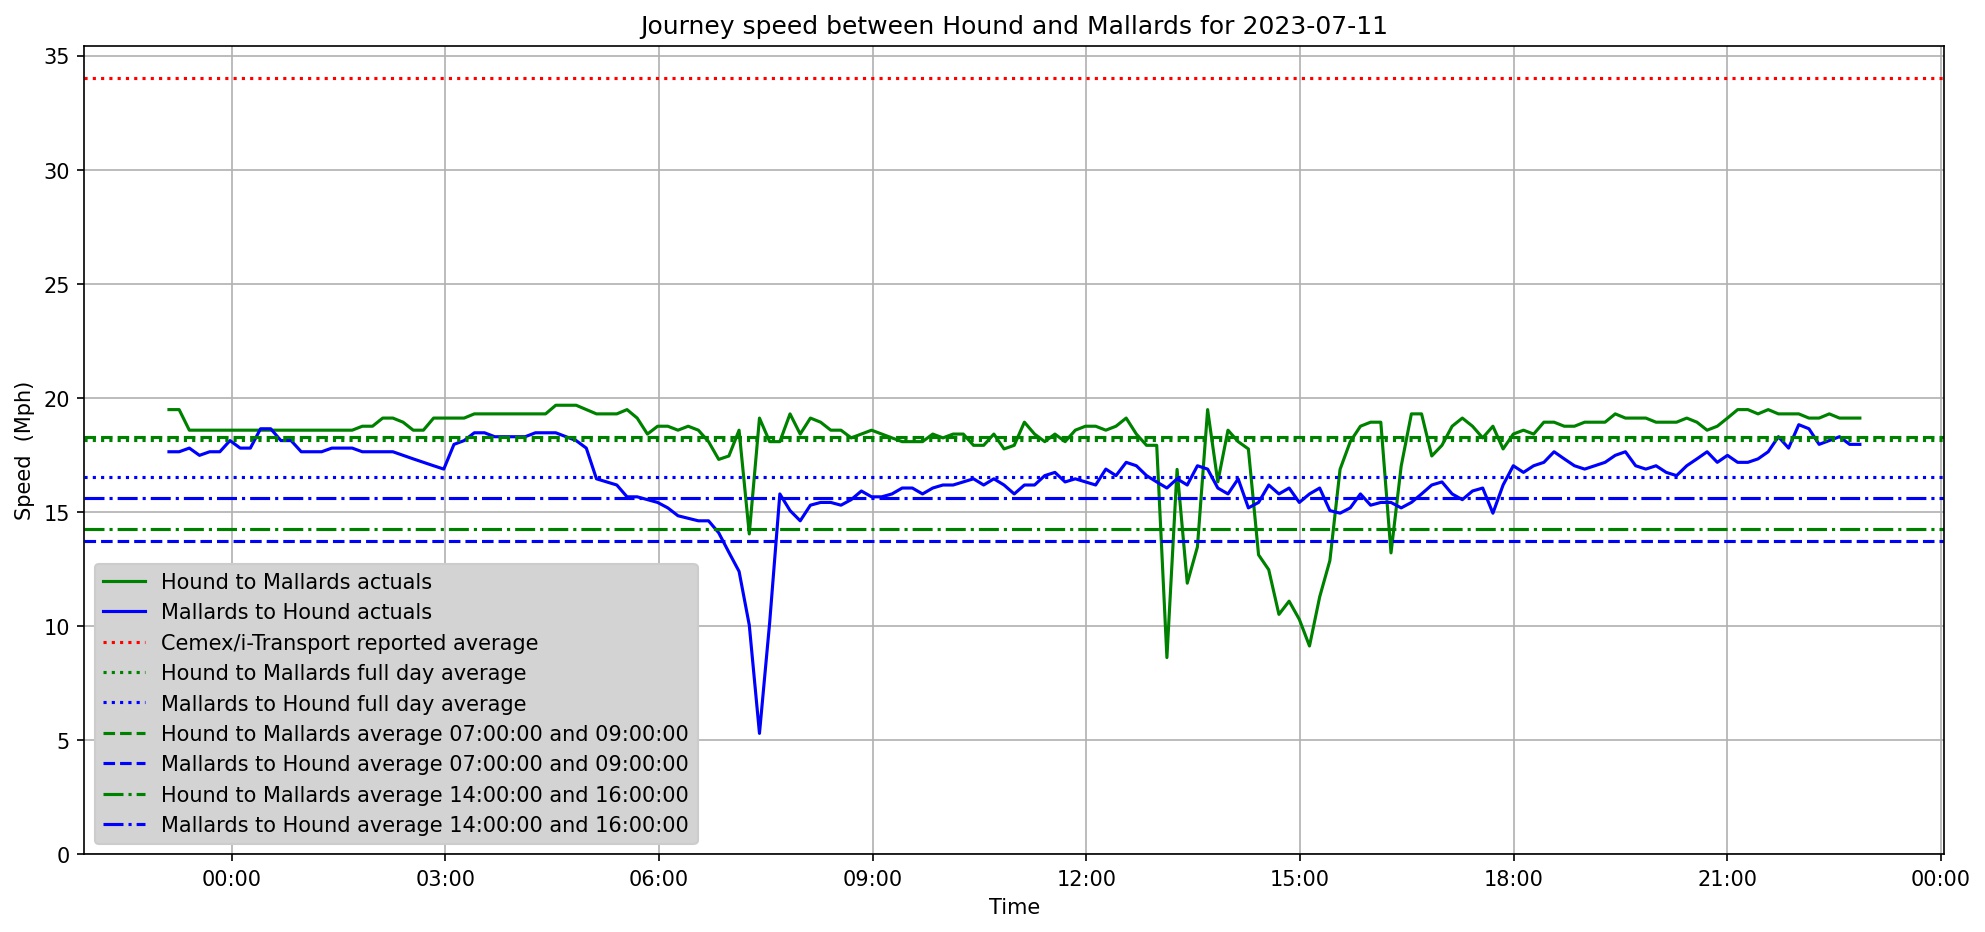 Journey speed between Hound and Mallards for 2023-07-11
35
30
25
20
15
10
5
0
Speed (Mph)
Hound to Mallards actuals
Mallards to Hound actuals
Cemex/i-Transport reported average
Hound to Mallards full day average
Mallards to Hound full day average
Hound to Mallards average 07:00:00 and 09:00:00
Mallards to Hound average 07:00:00 and 09:00:00
Hound to Mallards average 14:00:00 and 16:00:00
Mallards to Hound average 14:00:00 and 16:00:00
00:00 03:00 06:00 09:00 12:00 15:00 18:00 21:00 00:00
Time